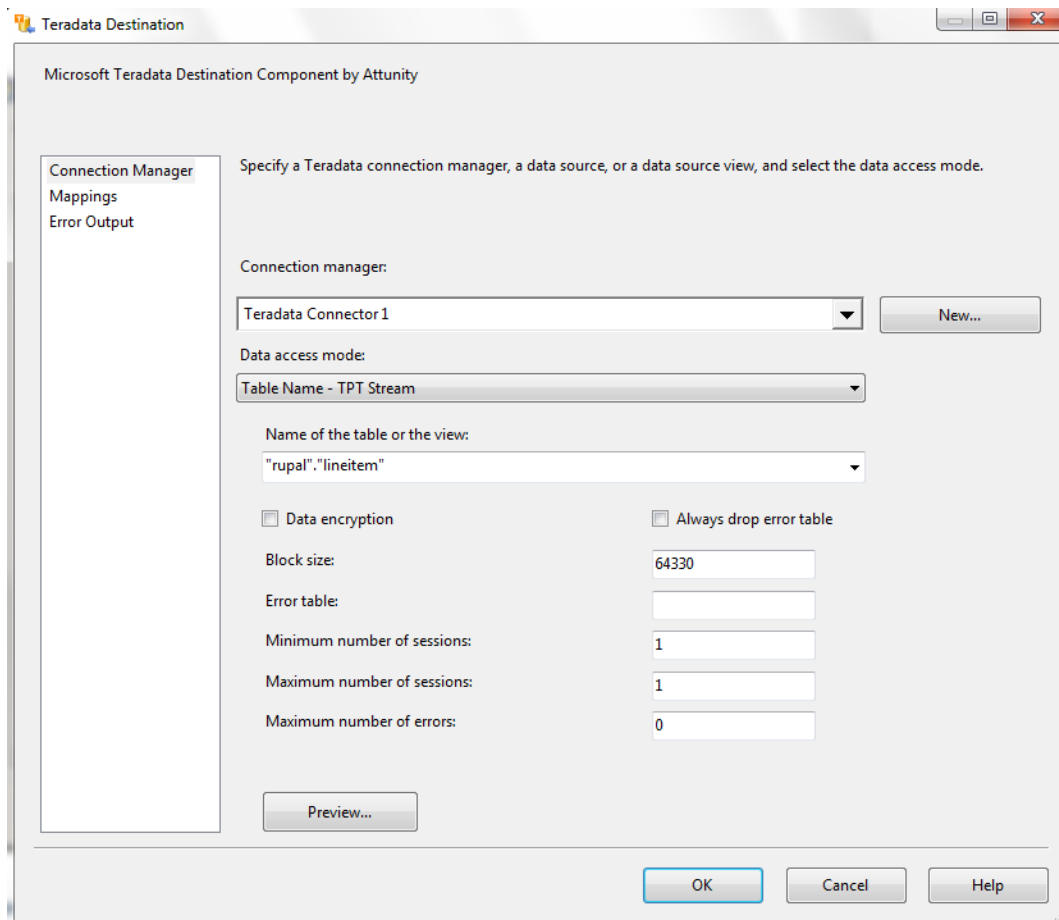 Teradata Destination
Microsoft Teradata Destination Component by Attunity
Connection Manager
Mappings
Error Output
Specify a Teradata connection manager, a data source, or a data source view, and select the data access mode.
Connection manager:
Teradata Connector 1
New...
Data access mode:
Table Name - TPT Stream
Name of the table or the view:
"rupal"."lineitem"
Data encryption
Always drop error table
Block size:
64330
Error table:
Minimum number of sessions:
1
Maximum number of sessions:
1
Maximum number of errors:
0
Preview...
OK
Cancel
Help